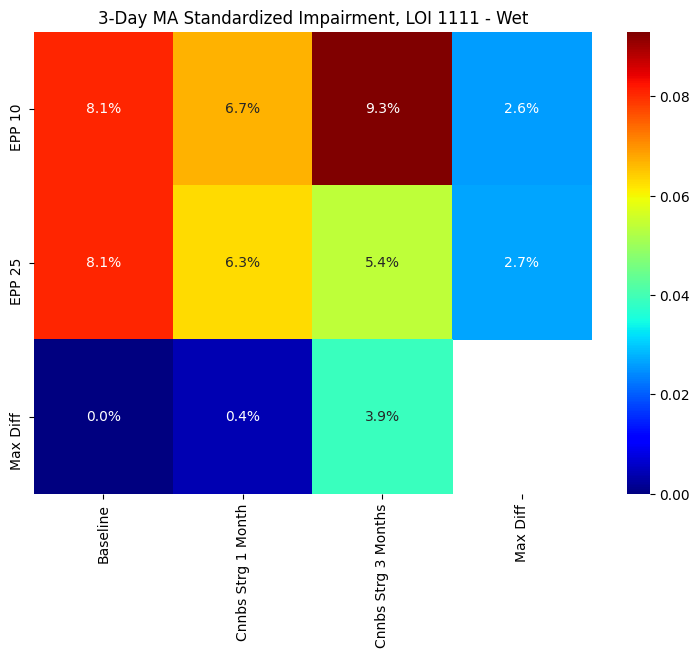 3-Day MA Standardized Impairment, LOI 1111 - Wet
EPP 10
8.1%
6.7%
9.3%
2.6%
EPP 25
8.1%
6.3%
5.4%
2.7%
Max Diff
0.0%
0.4%
3.9%
Baseline
Cnnbs Strg 1 Month
Cnnbs Strg 3 Months
Max Diff
0.08
0.06
0.04
0.02
0.00